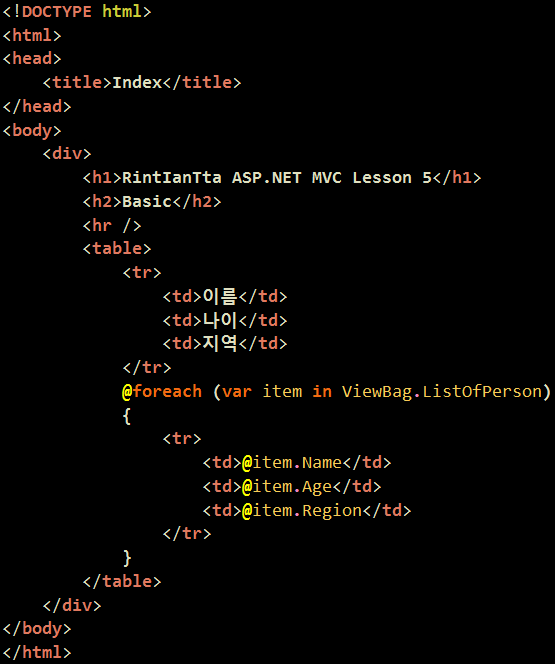 <!DOCTYPE html>
<html>
<head>
    <title>Index</title>
</head>
<body>
    <div>
        <h1>RintIanTta ASP.NET MVC Lesson 5</h1>
        <h2>Basic</h2>
        <hr />
        <table>
            <tr>
                <td>이름</td>
                <td>나이</td>
                <td>지역</td>
            </tr>
            @foreach (var item in ViewBag.ListOfPerson)
            {
                <tr>
                    <td>@item.Name</td>
                    <td>@item.Age</td>
                    <td>@item.Region</td>
                </tr>
            }
        </table>
    </div>
</body>
</html>